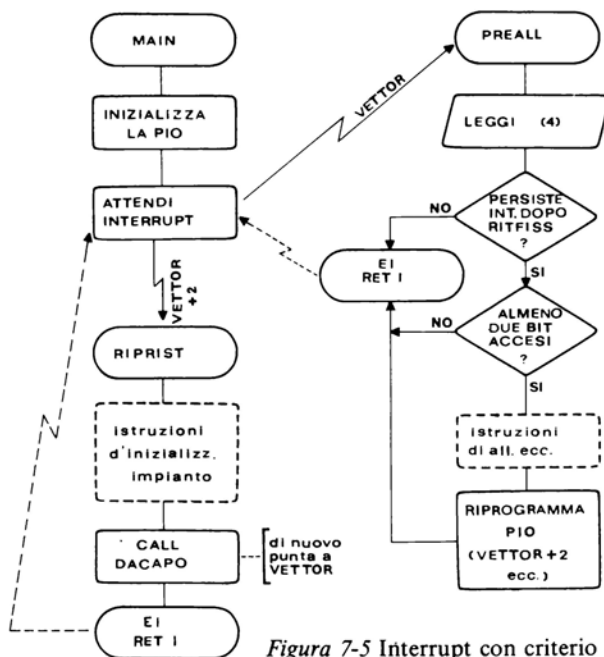 MAIN
INIZIALIZZA
LA PIO
ATTENDI
INTERRUPT
VETTOR
+2
RIPRIST
istruzioni
d'inizializz.
impianto
CALL
DACAPO
di nuovo
punta a
VETTOR
EI
RET I
VETTOR
PREALL
LEGGI (4)
PERSISTE
INT. DOPO
RITFISS
?
NO
SI
EI
RET I
ALMENO
DUE BIT
ACCESI
?
NO
SI
istruzioni
di all. ecc.
RIPROGRAMMA
PIO
(VETTOR+2
ecc.)
Figura 7-5 Interrupt con criterio